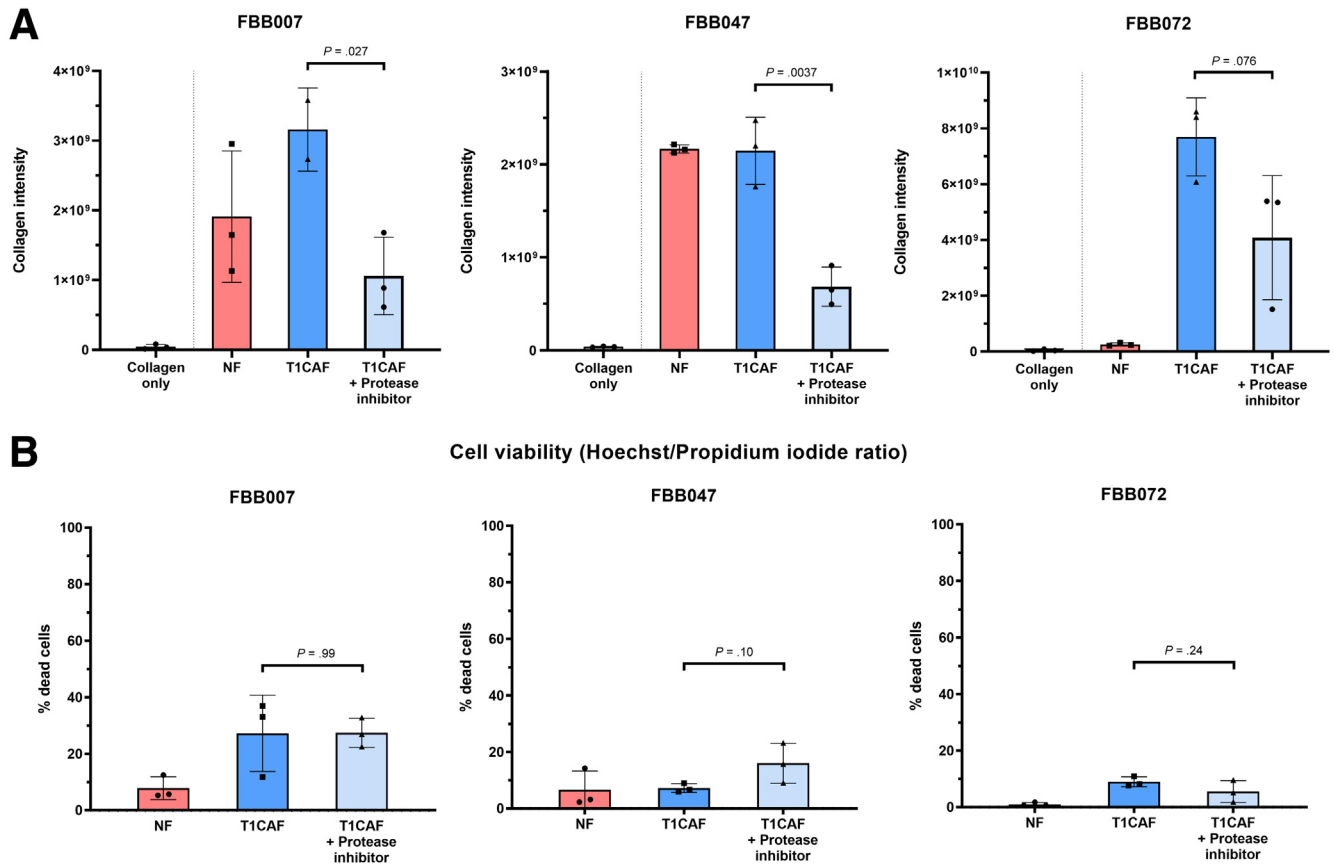 A
FBB007
P = .027
4×10⁹
3×10⁹
2×10⁹
1×10⁹
0
Collagen intensity
Collagen
only
NF
T1CAF
T1CAF
+ Protease
inhibitor
FBB047
P = .0037
3×10⁹
2×10⁹
1×10⁹
0
Collagen intensity
Collagen
only
NF
T1CAF
T1CAF
+ Protease
inhibitor
FBB072
P = .076
1×10¹⁰
8×10⁹
6×10⁹
4×10⁹
2×10⁹
0
Collagen intensity
Collagen only
NF
T1CAF
T1CAF
+ Protease
inhibitor
B
Cell viability (Hoechst/Propidium iodide ratio)
FBB007
100
80
60
40
20
0
% dead cells
P = .99
NF
T1CAF
T1CAF
+ Protease
inhibitor
FBB047
100
80
60
40
20
0
% dead cells
P = .10
NF
T1CAF
T1CAF
+ Protease
inhibitor
FBB072
100
80
60
40
20
0
% dead cells
P = .24
NF
T1CAF
T1CAF
+ Protease
inhibitor